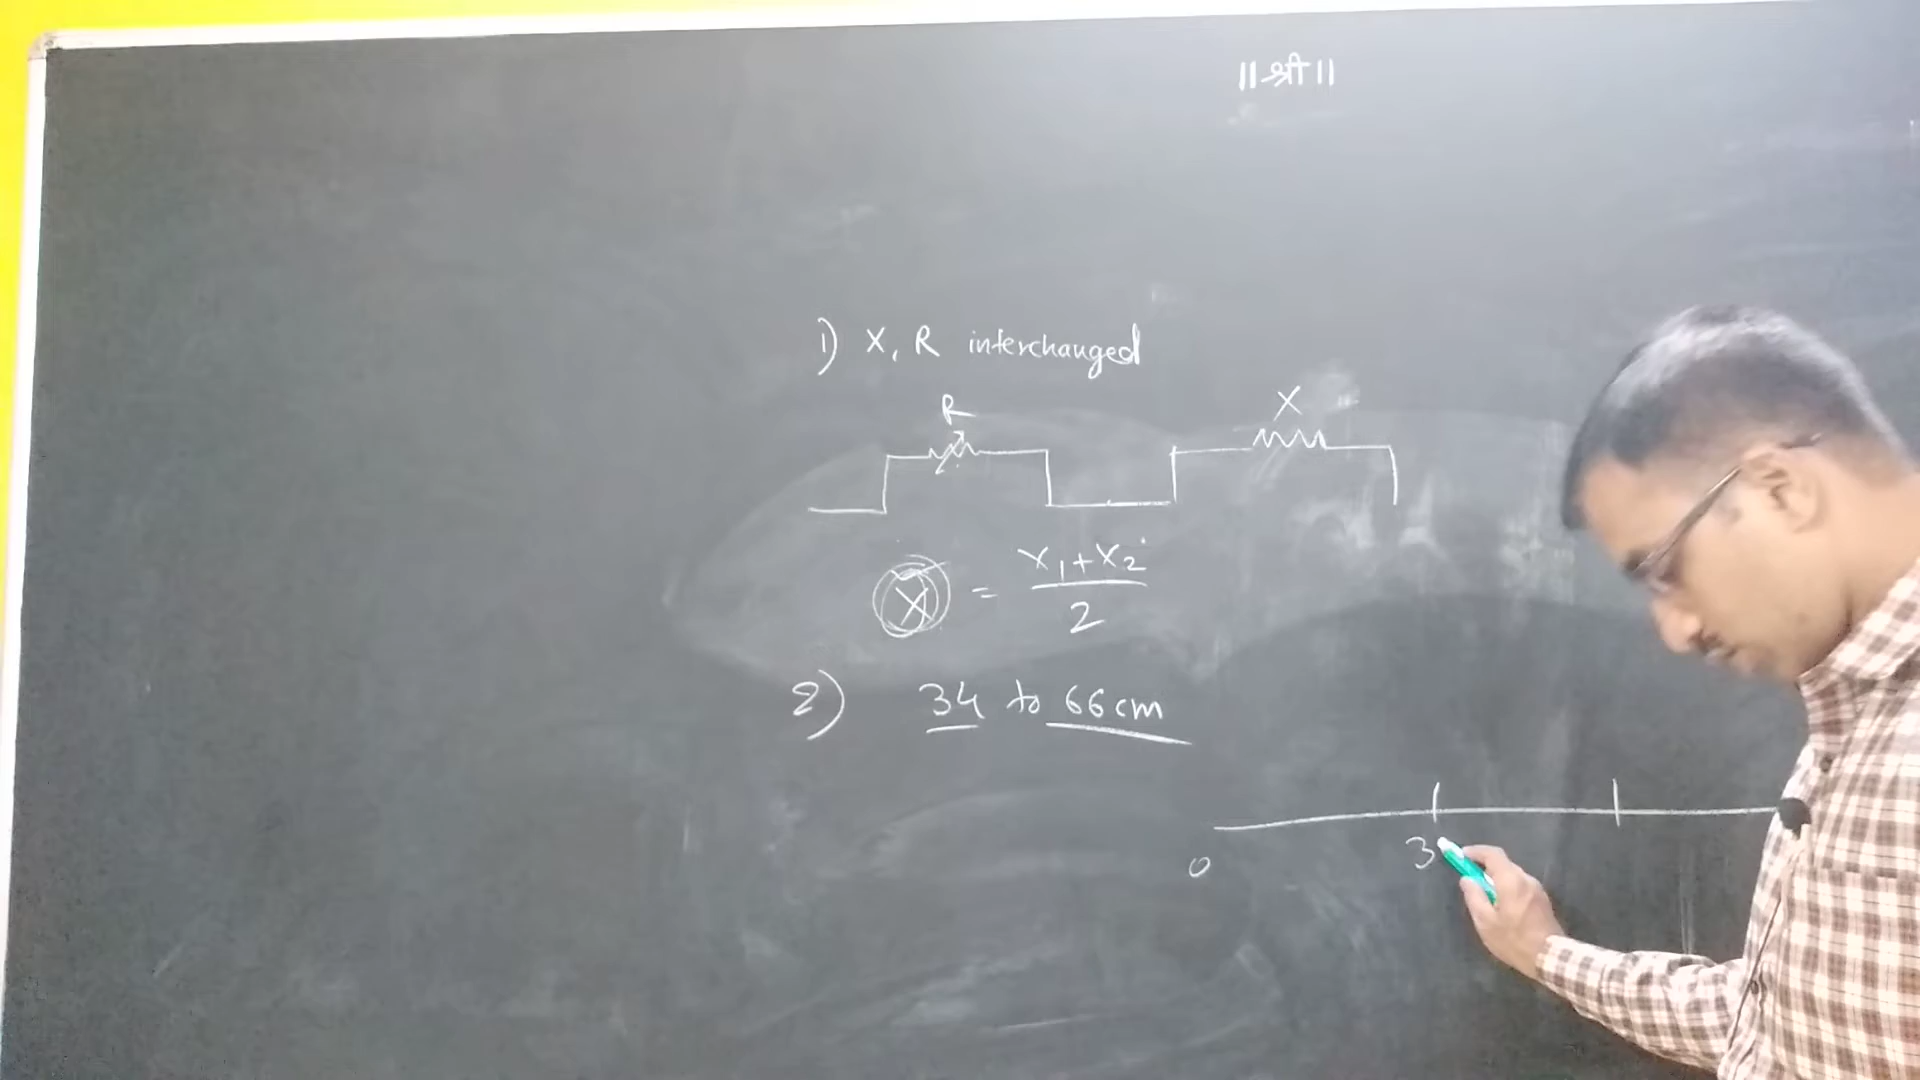 ॥ श्री ॥
1) X, R interchanged
R X
X = X₁+X₂ / 2
2) 34 to 66 cm
0 3